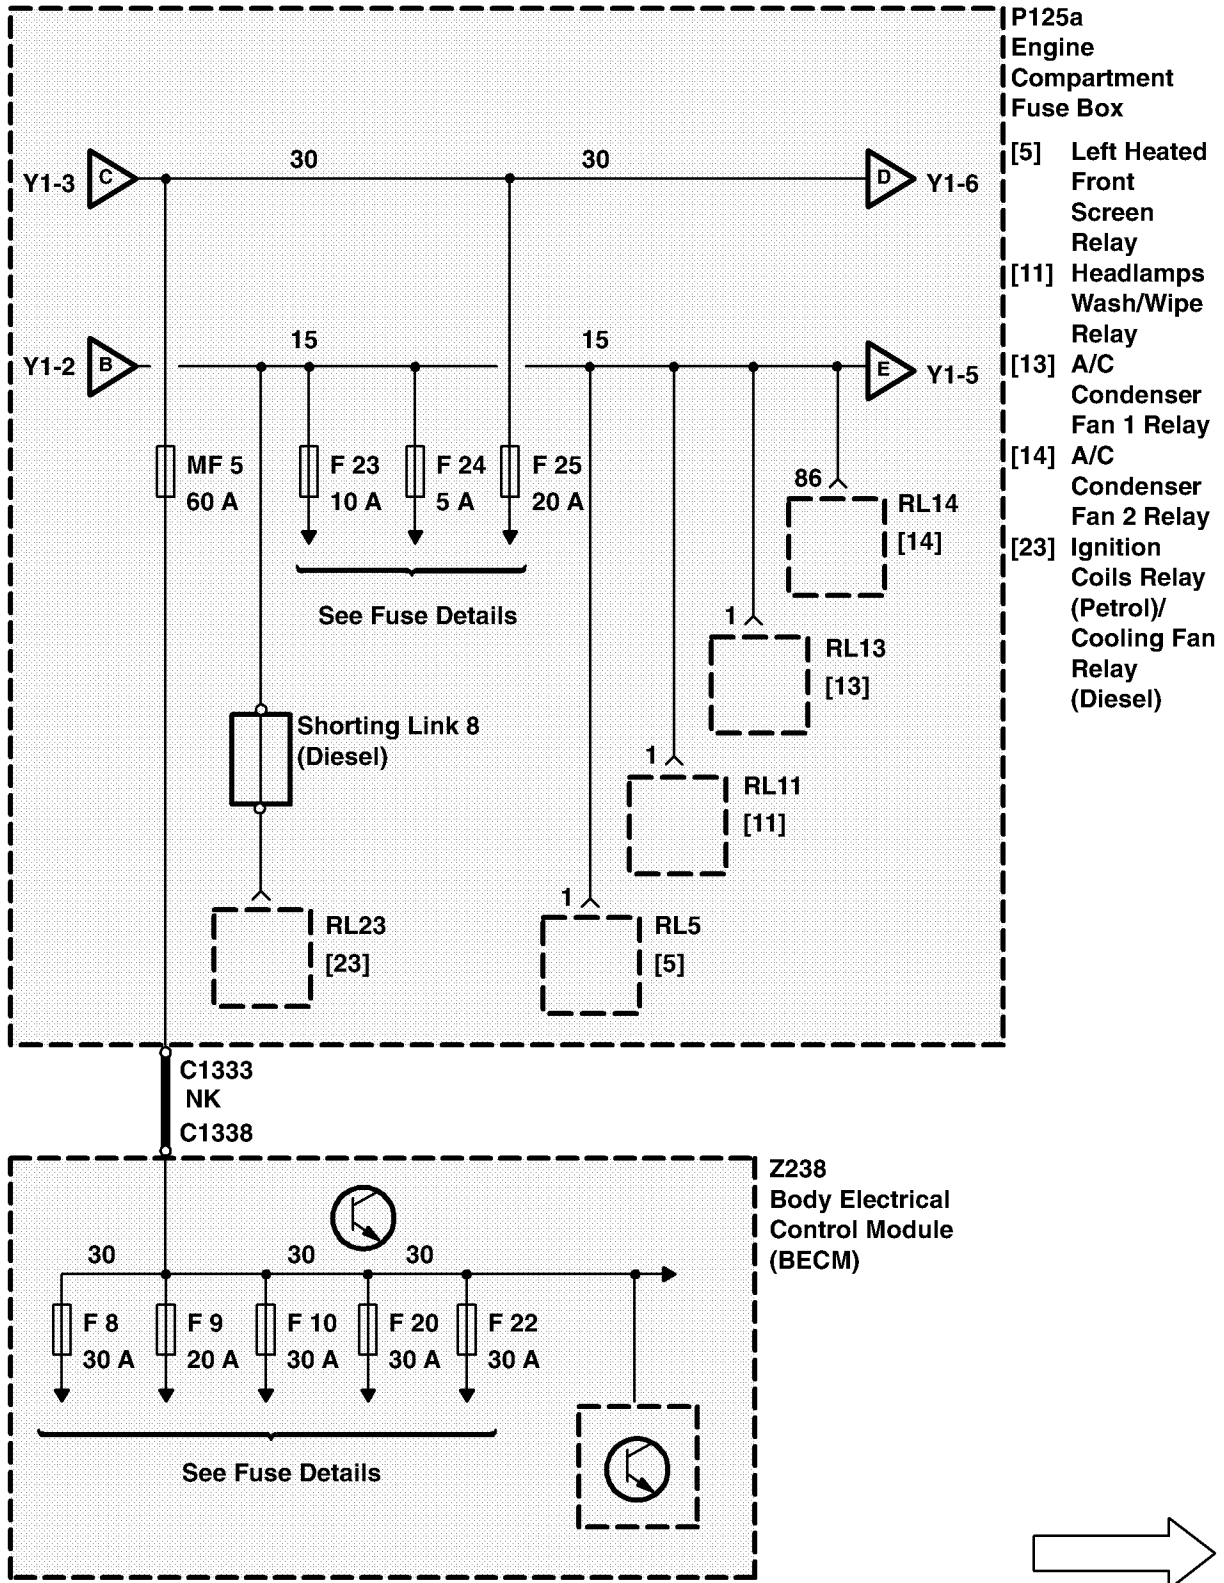 P125a
Engine
Compartment
Fuse Box
[5] Left Heated
Front
Screen
Relay
[11] Headlamps
Wash/Wipe
Relay
[13] A/C
Condenser
Fan 1 Relay
[14] A/C
Condenser
Fan 2 Relay
[23] Ignition
Coils Relay
(Petrol)/
Cooling Fan
Relay
(Diesel)
30 30
Y1-3 C D Y1-6
15 15
Y1-2 B E Y1-5
MF 5 F 23 F 24 F 25
60 A 10 A 5 A 20 A
86
RL14
[14]
See Fuse Details
1
RL13
[13]
Shorting Link 8
(Diesel)
1
RL11
[11]
1
RL23 RL5
[23] [5]
C1333
NK
C1338
Z238
Body Electrical
Control Module
(BECM)
30 30 30
F 8 F 9 F 10 F 20 F 22
30 A 20 A 30 A 30 A 30 A
See Fuse Details